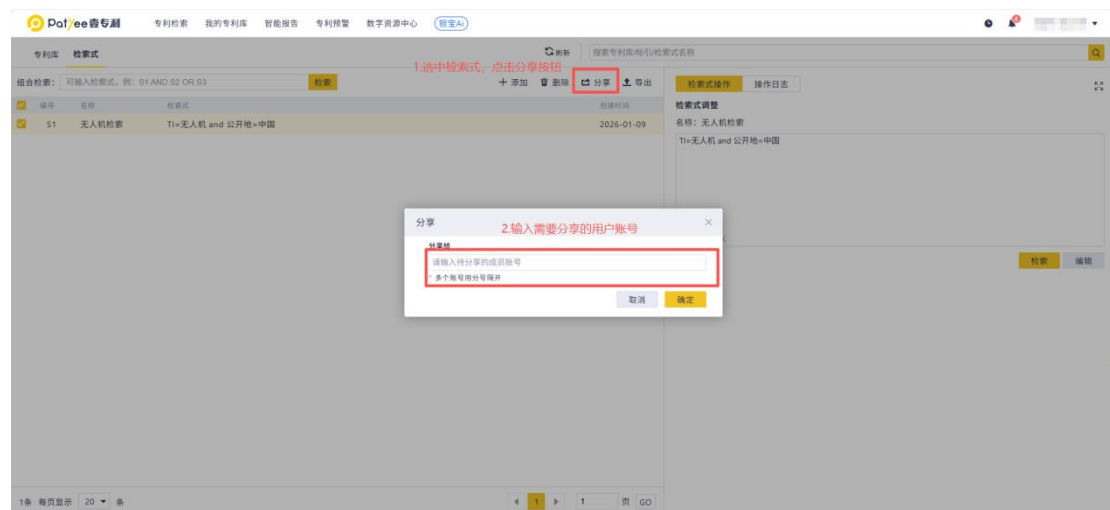 Patyee壹专利 专利检索 我的专利库 智能报告 专利预警 数字资源中心 钽宝Ai
专利库 检索式 刷新 搜索专利库/标引/检索式名称
1.选中检索式，点击分享按钮
组合检索： 可输入检索式，例：S1 AND S2 OR S3 检索 + 添加 删除 分享 导出 检索式操作 操作日志
编号 名称 检索式 创建时间 检索式调整
S1 无人机检索 TI=无人机 and 公开地=中国 2026-01-09 名称：无人机检索
TI=无人机 and 公开地=中国
分享 ×
2.输入需要分享的用户账号
分享给
请输入待分享的成员账号
* 多个账号用分号隔开
取消 确定
检索 编辑
1条 每页显示 20 条 1 1 页 GO